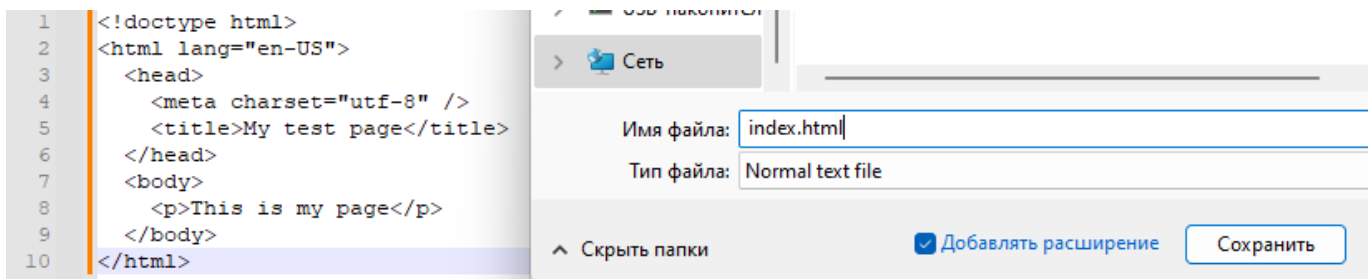 1 <!doctype html>
2 <html lang="en-US">
3 <head>
4 <meta charset="utf-8" />
5 <title>My test page</title>
6 </head>
7 <body>
8 <p>This is my page</p>
9 </body>
10 </html>
Сеть
Имя файла: index.html
Тип файла: Normal text file
Скрыть папки
Добавлять расширение
Сохранить